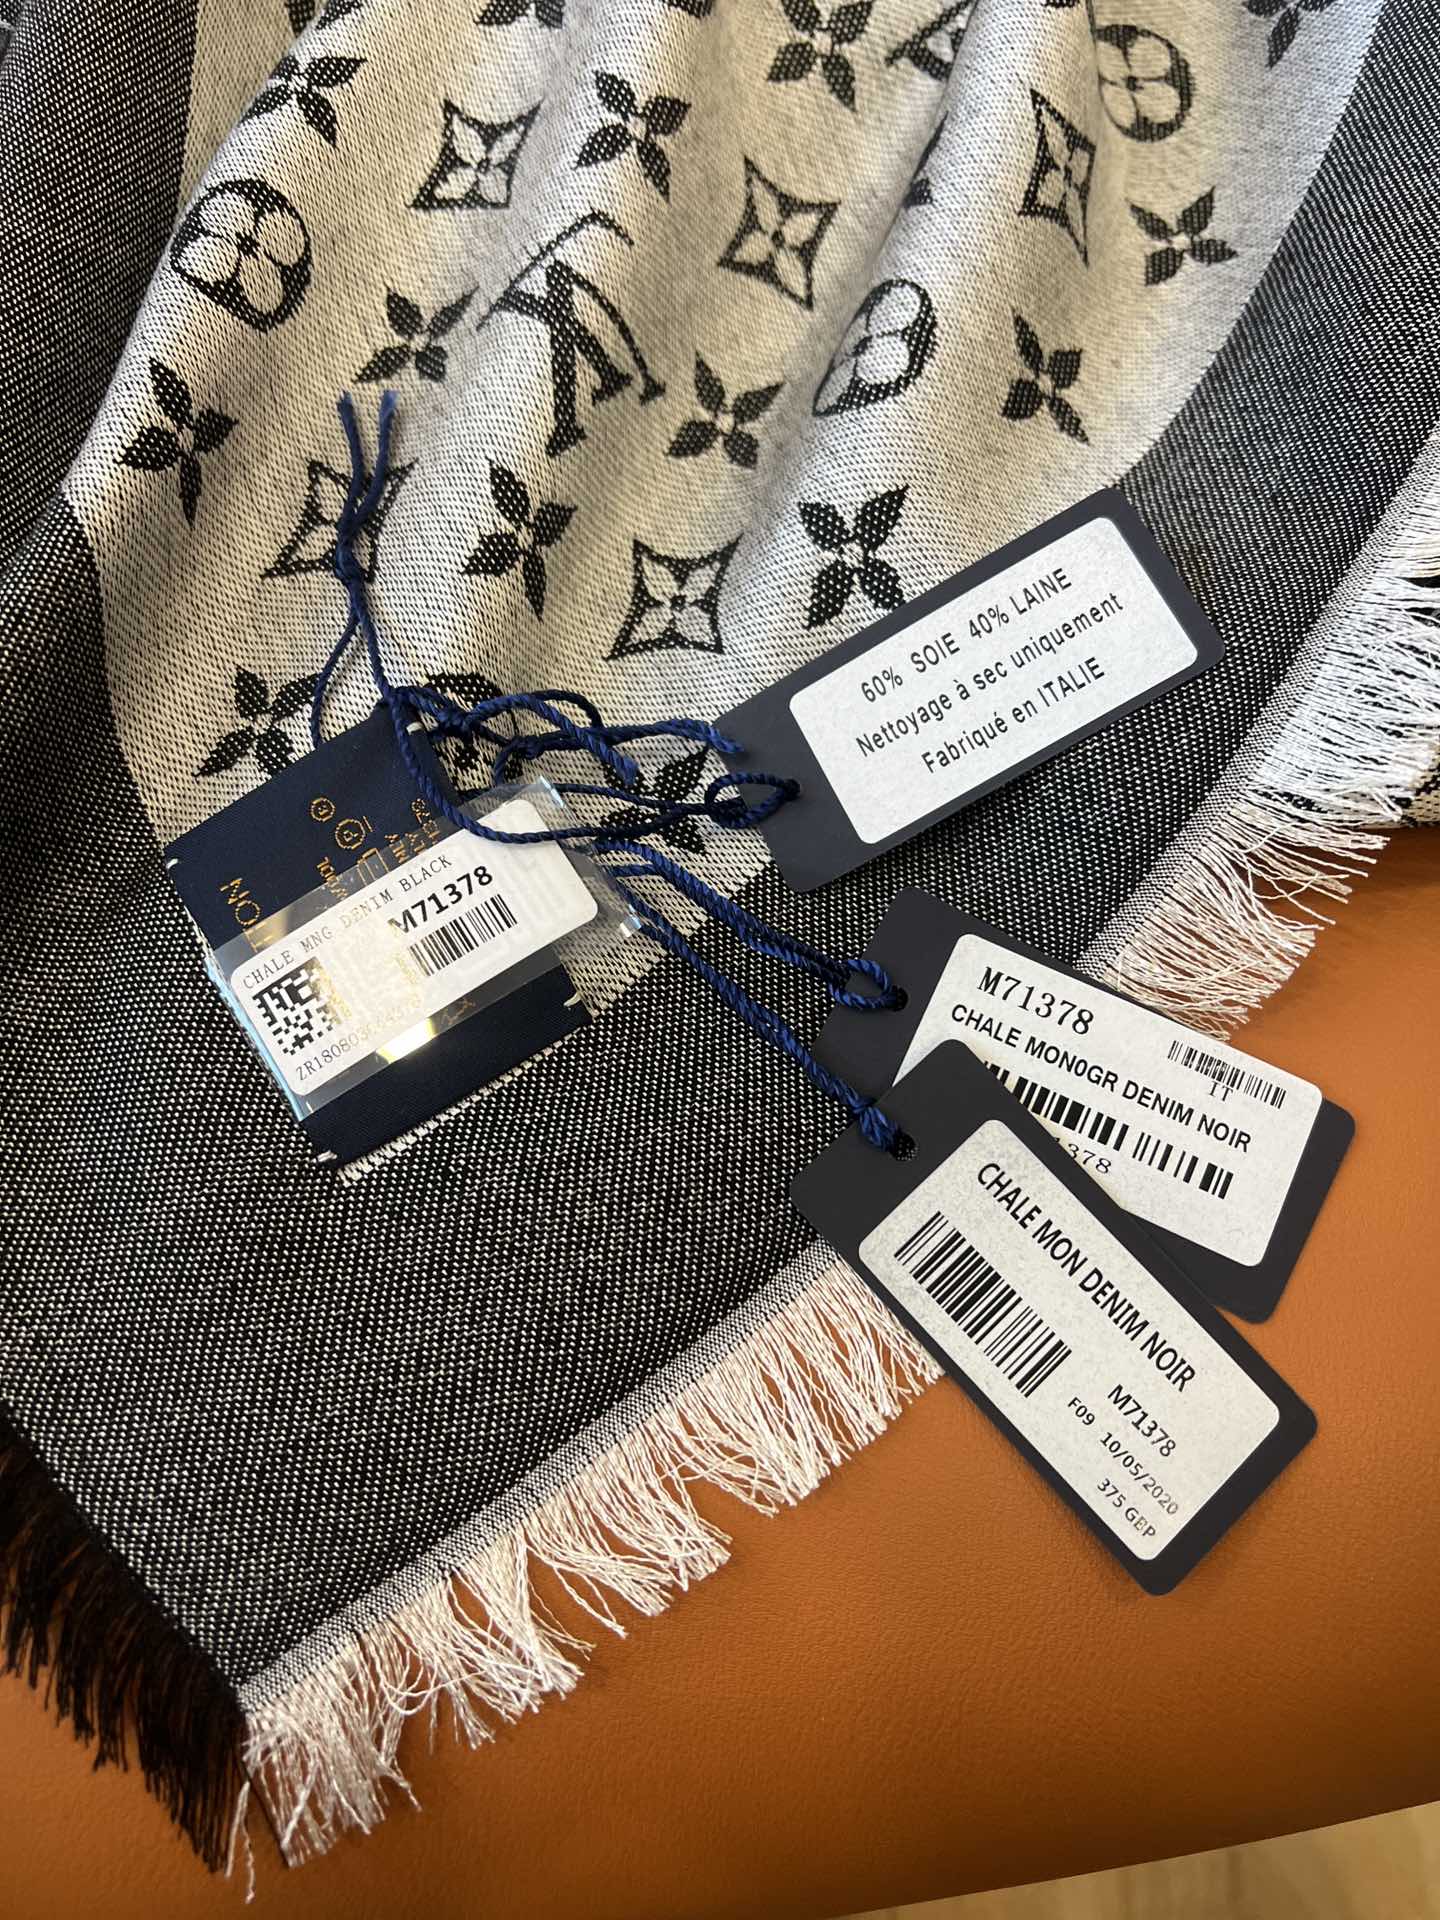 60% SOIE 40% LAINE
Nettoyage à sec uniquement
Fabriqué en ITALIE
CHALE MNG DENIM BLACK
M71378
M71378
CHALE MON0GR DENIM NOIR
IT
1378
CHALE MON DENIM NOIR
M71378
F09 10/05/2020
375 GEP